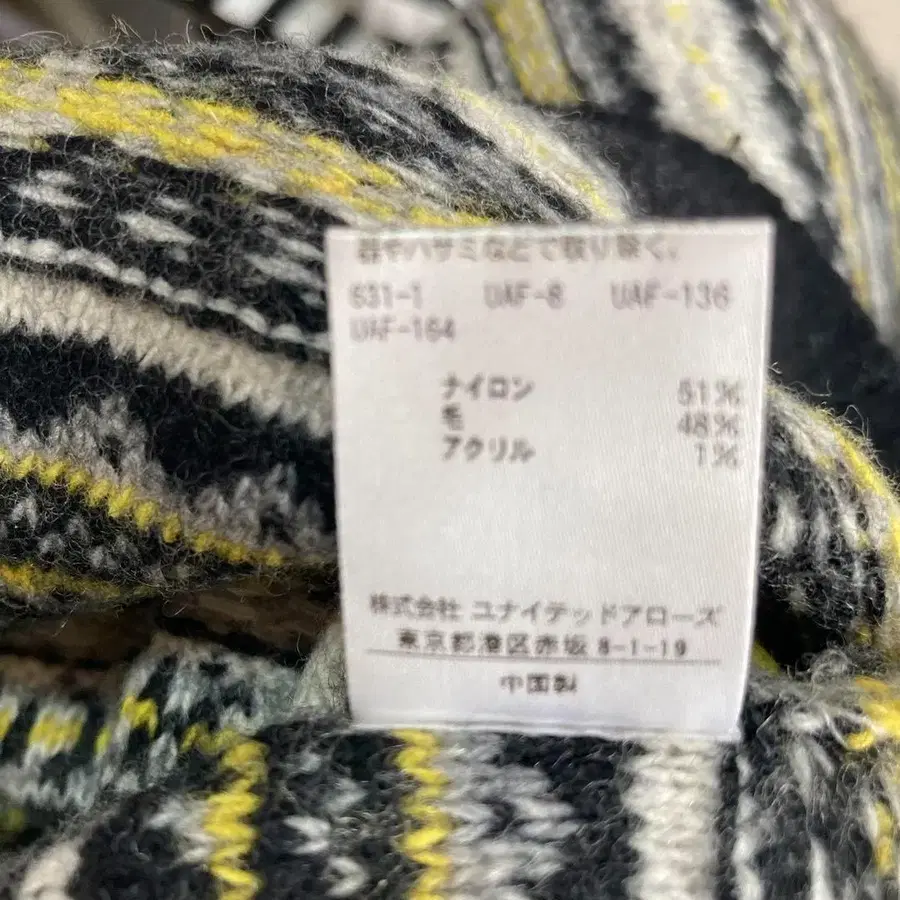 器やハサミなどで取り除く。
631-1 UAF-8 UAF-136
UAF-164
ナイロン 51%
毛 48%
アクリル 1%
株式会社 ユナイテッドアローズ
東京都港区赤坂 8-1-19
中国製